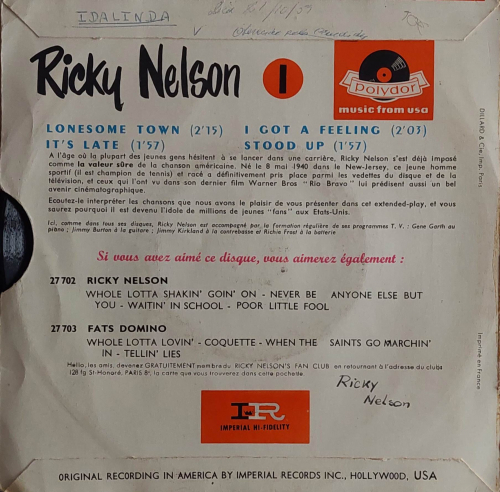 IDALINDA
Ricky Nelson 1
polydor
music from usa
LONESOME TOWN (2'15) I GOT A FEELING (2'03)
IT'S LATE (1'57) STOOD UP (1'57)
A l'âge où la plupart des jeunes gens hésitent à se lancer dans une carrière, Ricky Nelson s'est déjà imposé
comme la valeur sûre de la chanson américaine. Né le 8 mai 1940 dans le New-Jersey, ce jeune homme
sportif (il est champion de tennis) et racé a définitivement pris place parmi les vedettes du disque et de la
télévision, et ceux qui l'ont vu dans son dernier film Warner Bros "Rio Bravo" lui prédisent aussi un bel
avenir cinématographique.
Ecoutez-le interpréter les chansons que nous avons le plaisir de vous présenter dans cet extended-play, et vous
saurez pourquoi il est devenu l'idole de millions de jeunes "fans" aux Etats-Unis.
Ici, comme dans tous ses disques, Ricky Nelson est accompagné par la formation régulière de ses programmes T. V. : Gene Garth au
piano ; Jimmy Burton à la guitare ; Jimmy Kirkland à la contrebasse et Richie Frost à la batterie
Si vous avez aimé ce disque, vous aimerez également :
27 702 RICKY NELSON
WHOLE LOTTA SHAKIN' GOIN' ON - NEVER BE ANYONE ELSE BUT
YOU - WAITIN' IN SCHOOL - POOR LITTLE FOOL
27 703 FATS DOMINO
WHOLE LOTTA LOVIN' - COQUETTE - WHEN THE SAINTS GO MARCHIN'
IN - TELLIN' LIES
Hello, les amis, devenez GRATUITEMENT membre du RICKY NELSON'S FAN CLUB en retournant à l'adresse du club :
128 fg St-Honoré, PARIS 8e, la carte que vous trouverez dans cette pochette.
Ricky
Nelson
I-R
IMPERIAL HI-FIDELITY
ORIGINAL RECORDING IN AMERICA BY IMPERIAL RECORDS INC., HOLLYWOOD, USA
DILLARD & Cie. Imp. Paris
Imprimé en France